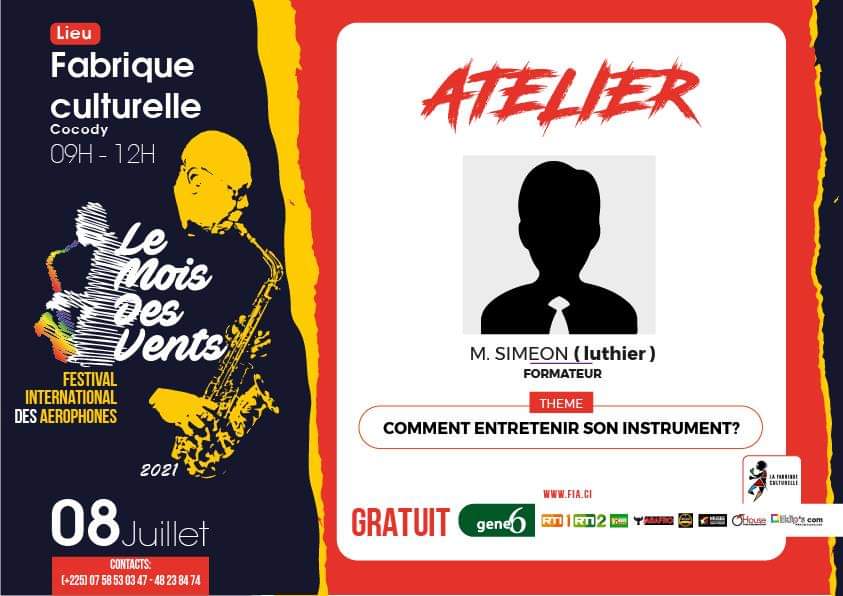 Lieu
Fabrique
culturelle
Cocody
09H - 12H
Le
Mois
Des
Vents
FESTIVAL
INTERNATIONAL
DES AEROPHONES
2021
08 Juillet
CONTACTS:
(+225) 07 58 53 03 47 - 48 23 84 74
ATELIER
M. SIMEON ( luthier )
FORMATEUR
THEME
COMMENT ENTRETENIR SON INSTRUMENT?
LA FABRIQUE
CULTURELLE
WWW.FIA.CI
GRATUIT
gene6
RTI 1
RTI 2
House